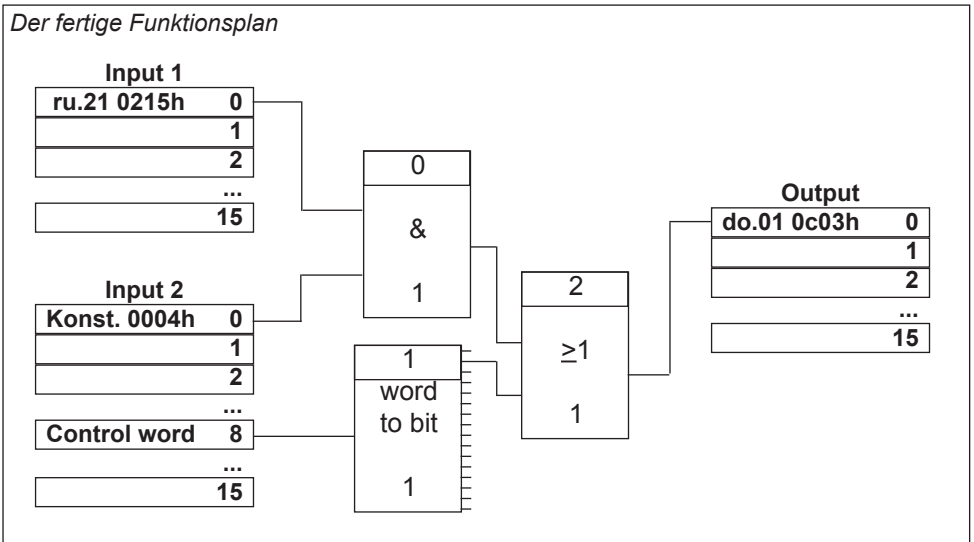 Der fertige Funktionsplan
Input 1
ru.21 0215h 0
1
2
...
15
Input 2
Konst. 0004h 0
1
2
...
Control word 8
...
15
0
&
1
1
word
to bit
1
2
≥1
1
Output
do.01 0c03h 0
1
2
...
15